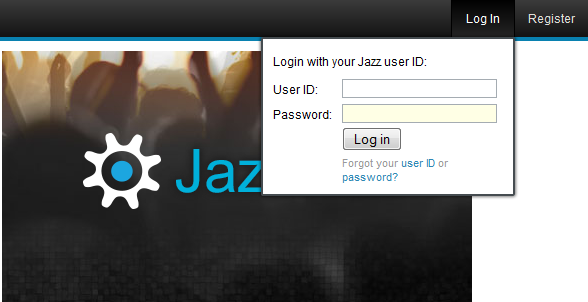 Log In Register
Login with your Jazz user ID:
User ID:
Password:
Log in
Forgot your user ID or
password?
Jaz